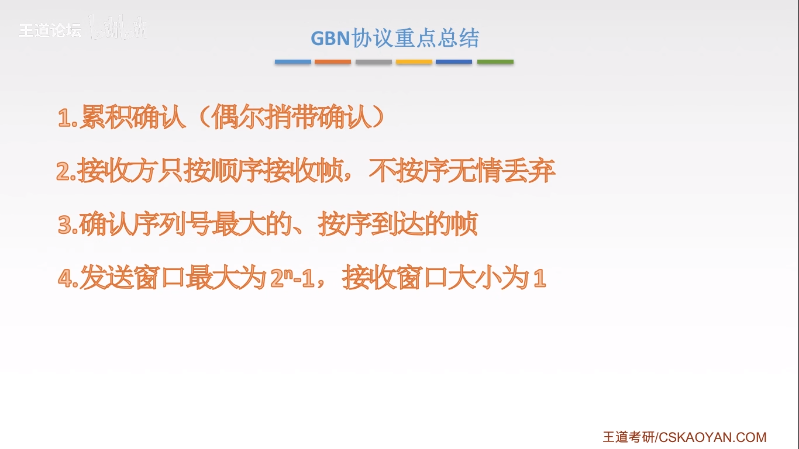 王道论坛
GBN协议重点总结
1.累积确认（偶尔捎带确认）
2.接收方只按顺序接收帧，不按序无情丢弃
3.确认序列号最大的、按序到达的帧
4.发送窗口最大为2ⁿ-1，接收窗口大小为1
王道考研/CSKAOYAN.COM